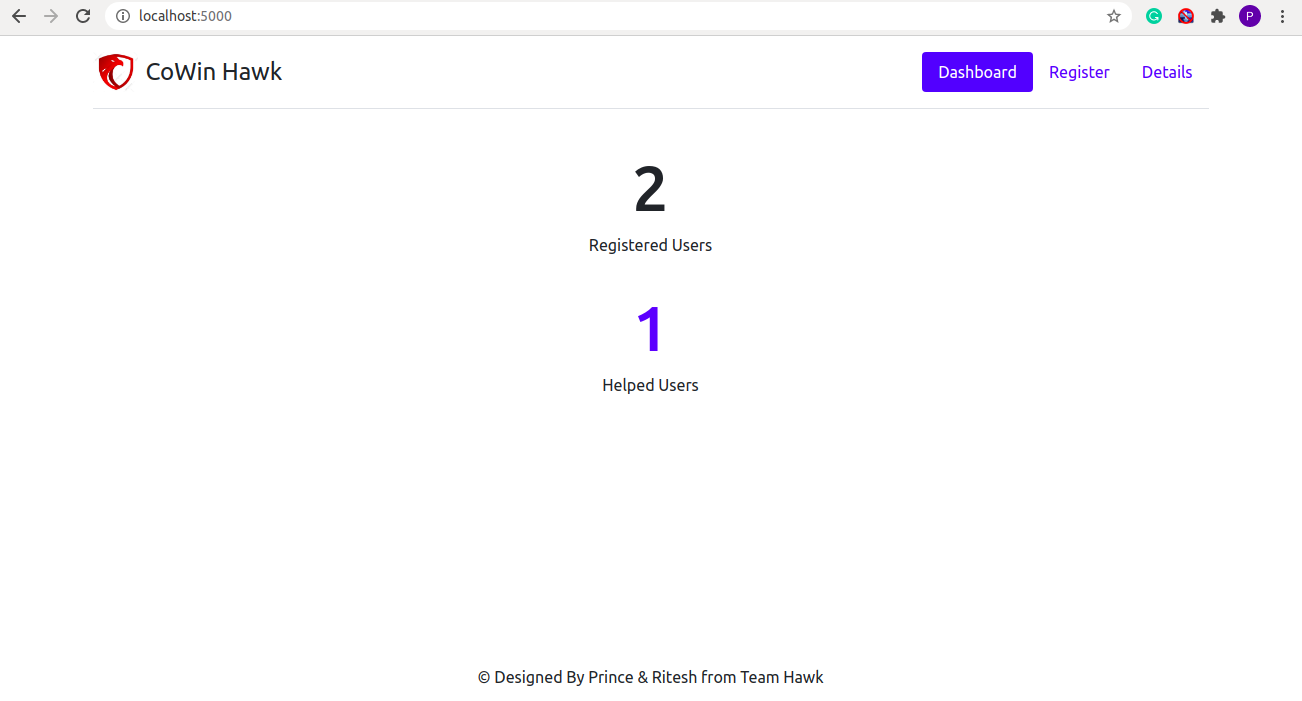 localhost:5000
P
CoWin Hawk
Dashboard Register Details
2
Registered Users
1
Helped Users
© Designed By Prince & Ritesh from Team Hawk